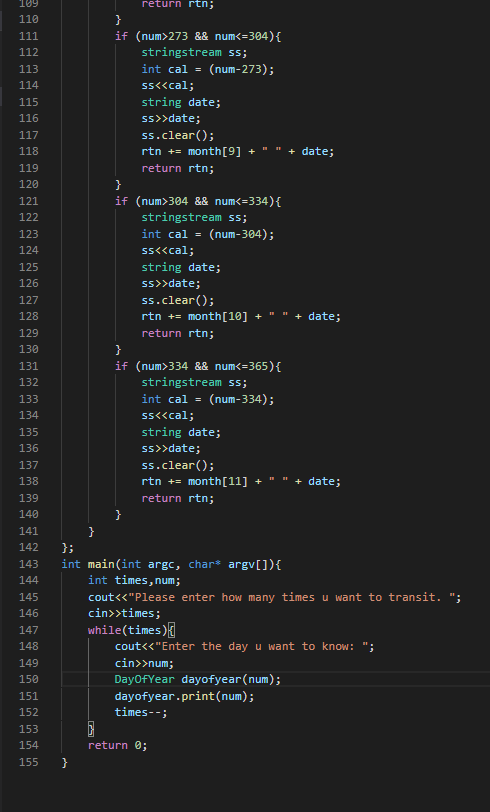 109                return rtn;
110            }
111            if (num>273 && num<=304){
112                stringstream ss;
113                int cal = (num-273);
114                ss<<cal;
115                string date;
116                ss>>date;
117                ss.clear();
118                rtn += month[9] + " " + date;
119                return rtn;
120            }
121            if (num>304 && num<=334){
122                stringstream ss;
123                int cal = (num-304);
124                ss<<cal;
125                string date;
126                ss>>date;
127                ss.clear();
128                rtn += month[10] + " " + date;
129                return rtn;
130            }
131            if (num>334 && num<=365){
132                stringstream ss;
133                int cal = (num-334);
134                ss<<cal;
135                string date;
136                ss>>date;
137                ss.clear();
138                rtn += month[11] + " " + date;
139                return rtn;
140            }
141        }
142    };
143    int main(int argc, char* argv[]){
144        int times,num;
145        cout<<"Please enter how many times u want to transit. ";
146        cin>>times;
147        while(times){
148            cout<<"Enter the day u want to know: ";
149            cin>>num;
150            DayOfYear dayofyear(num);
151            dayofyear.print(num);
152            times--;
153        }
154        return 0;
155    }